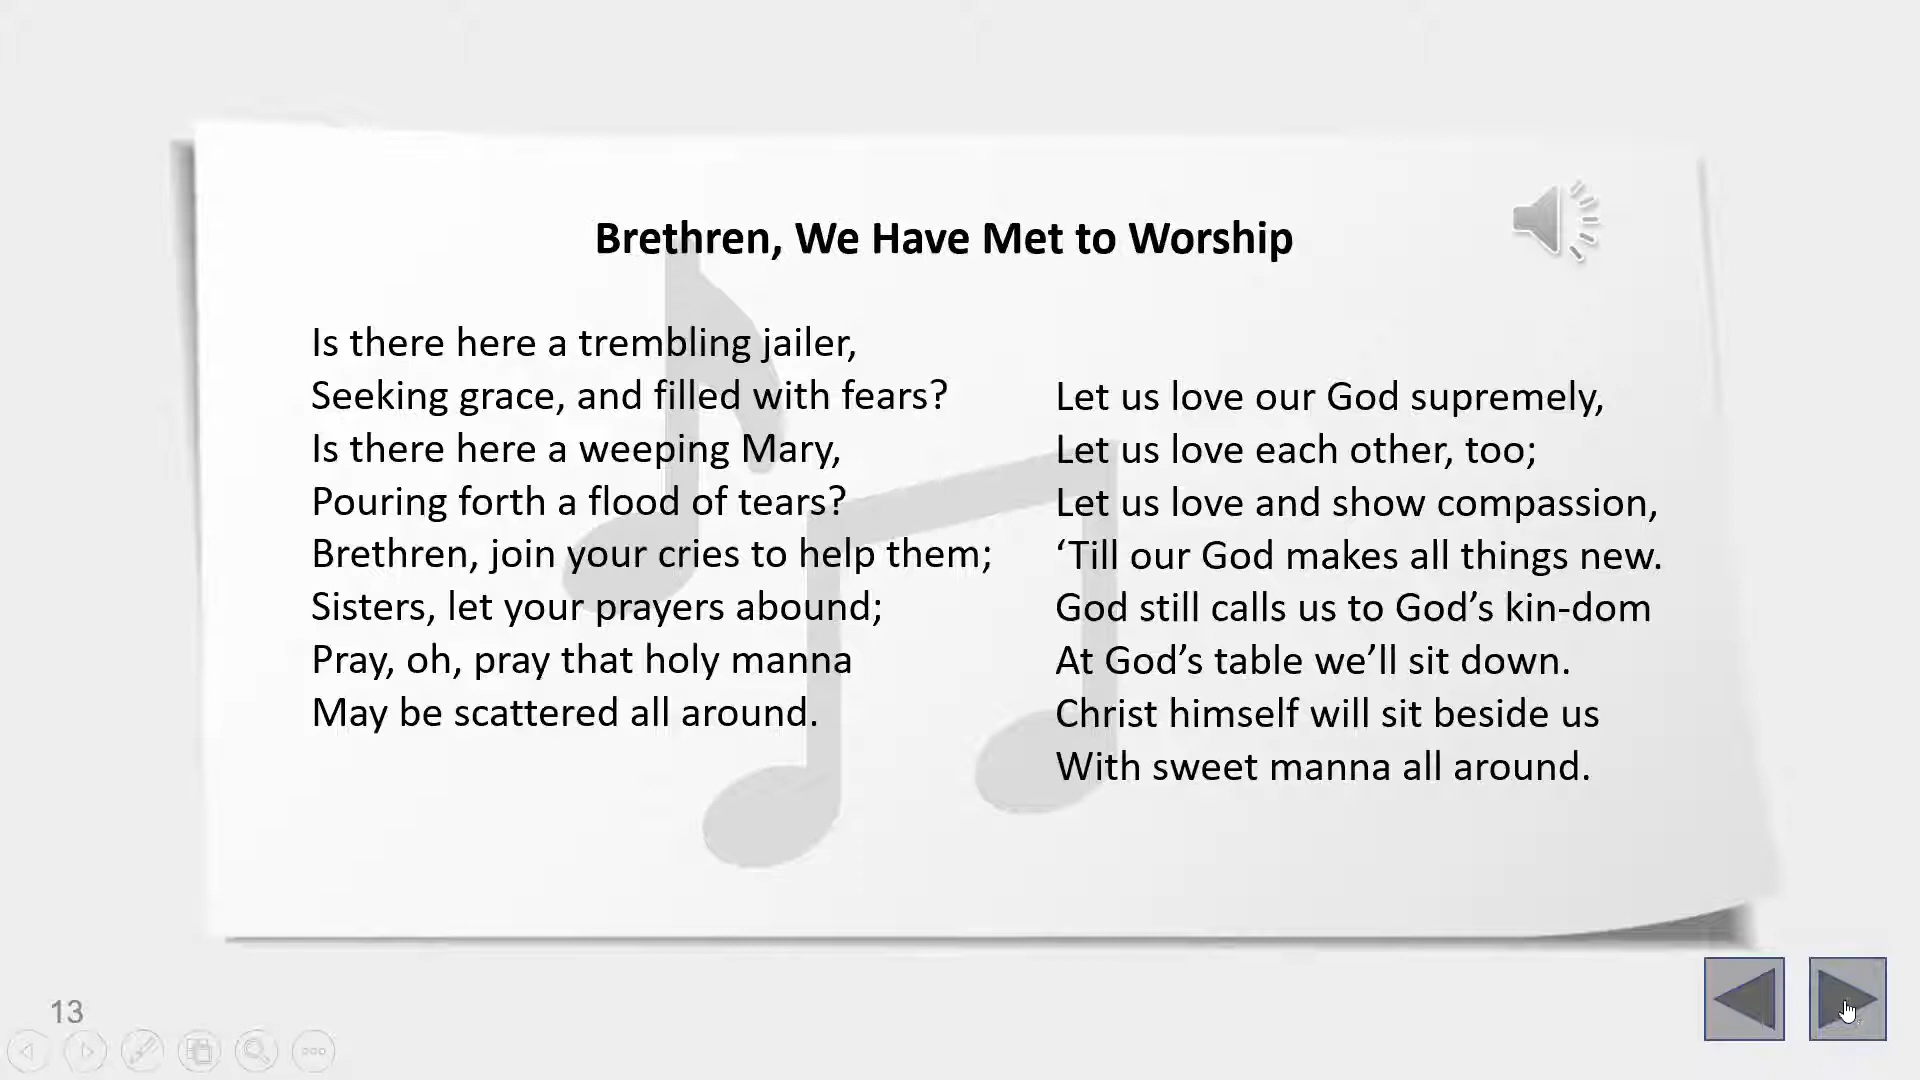 Brethren, We Have Met to Worship
Is there here a trembling jailer,
Seeking grace, and filled with fears?
Is there here a weeping Mary,
Pouring forth a flood of tears?
Brethren, join your cries to help them;
Sisters, let your prayers abound;
Pray, oh, pray that holy manna
May be scattered all around.
Let us love our God supremely,
Let us love each other, too;
Let us love and show compassion,
‘Till our God makes all things new.
God still calls us to God’s kin-dom
At God’s table we’ll sit down.
Christ himself will sit beside us
With sweet manna all around.
13